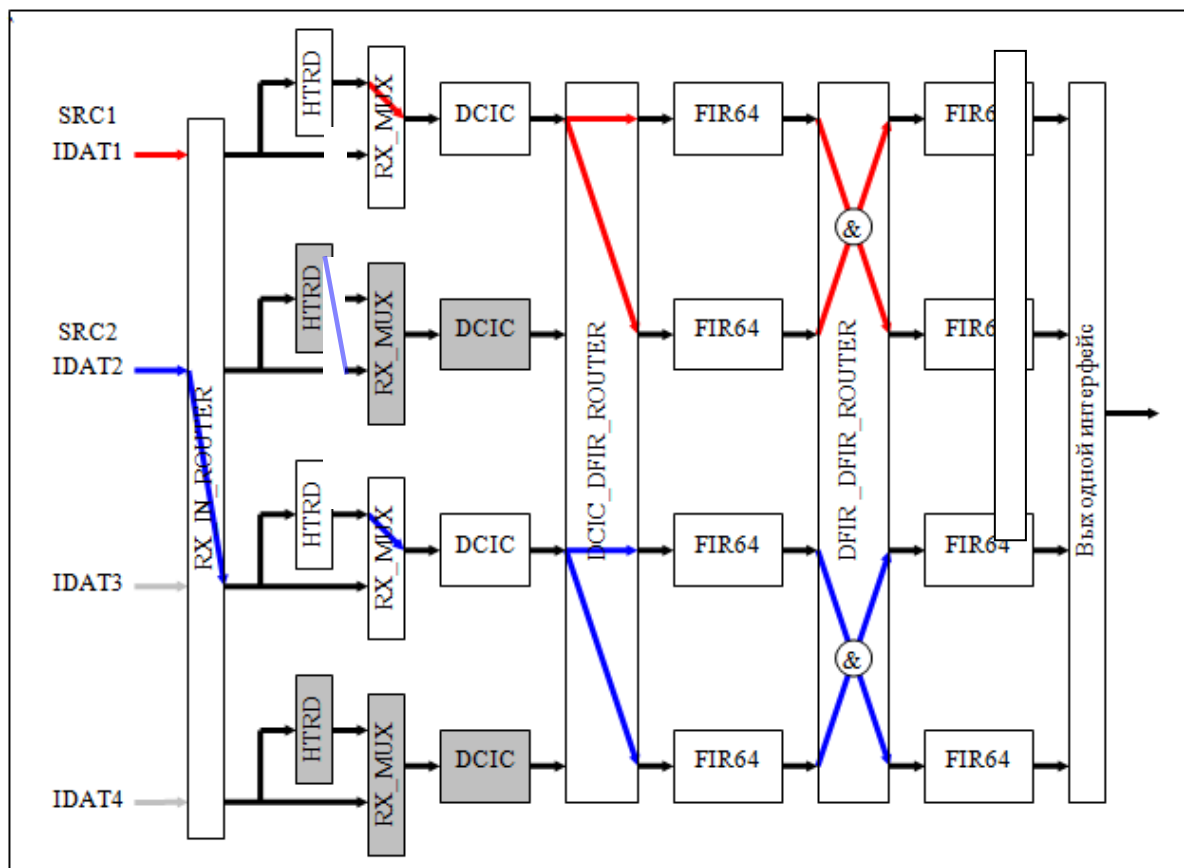 SRC1
IDAT1
SRC2
IDAT2
IDAT3
IDAT4
RX_IN_ROUTER
HTRD
RX_MUX
DCIC
HTRD
RX_MUX
DCIC
HTRD
RX_MUX
DCIC
HTRD
RX_MUX
DCIC
DCIC_DFIR_ROUTER
FIR64
FIR64
FIR64
FIR64
DFIR_DFIR_ROUTER
&
&
FIR64
FIR64
Вых одной интерфейс